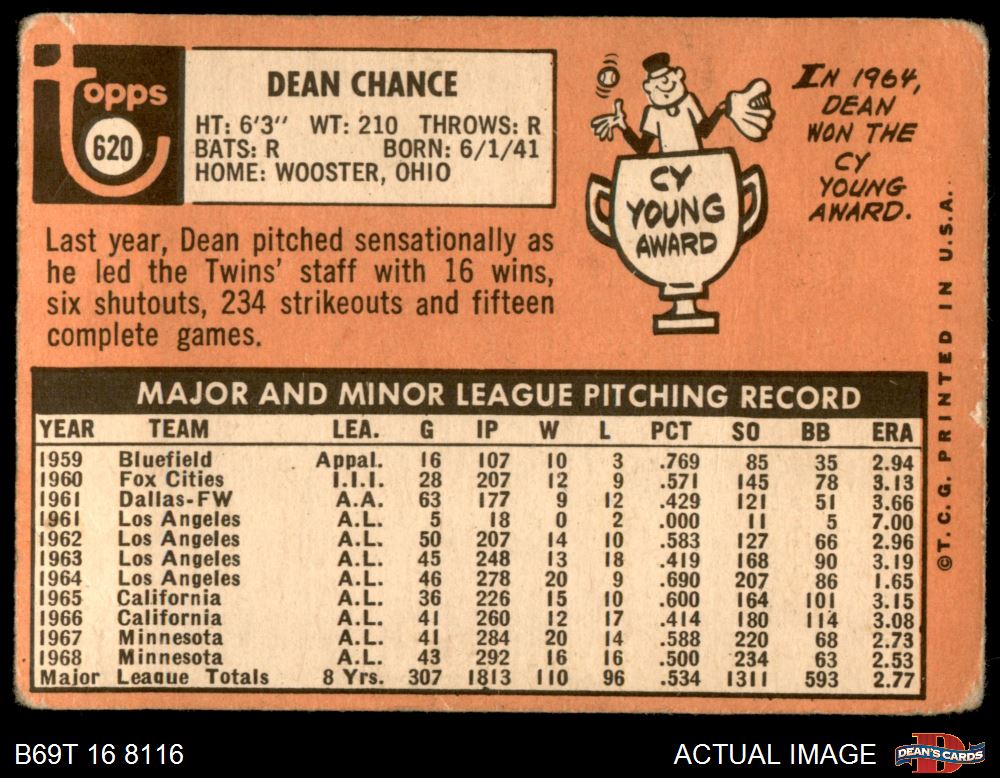 topps
620
DEAN CHANCE
HT: 6'3" WT: 210 THROWS: R
BATS: R BORN: 6/1/41
HOME: WOOSTER, OHIO
Last year, Dean pitched sensationally as
he led the Twins' staff with 16 wins,
six shutouts, 234 strikeouts and fifteen
complete games.
CY
YOUNG
AWARD
IN 1964,
DEAN
WON THE
CY
YOUNG
AWARD.
©T. C. G. PRINTED IN U.S.A.
MAJOR AND MINOR LEAGUE PITCHING RECORD
YEAR TEAM LEA. G IP W L PCT SO BB ERA
1959 Bluefield Appal. 16 107 10 3 .769 85 35 2.94
1960 Fox Cities I.I.I. 28 207 12 9 .571 145 78 3.13
1961 Dallas-FW A.A. 63 177 9 12 .429 121 51 3.66
1961 Los Angeles A.L. 5 18 0 2 .000 11 5 7.00
1962 Los Angeles A.L. 50 207 14 10 .583 127 66 2.96
1963 Los Angeles A.L. 45 248 13 18 .419 168 90 3.19
1964 Los Angeles A.L. 46 278 20 9 .690 207 86 1.65
1965 California A.L. 36 226 15 10 .600 164 101 3.15
1966 California A.L. 41 260 12 17 .414 180 114 3.08
1967 Minnesota A.L. 41 284 20 14 .588 220 68 2.73
1968 Minnesota A.L. 43 292 16 16 .500 234 63 2.53
Major League Totals 8 Yrs. 307 1813 110 96 .534 1311 593 2.77
B69T 16 8116
ACTUAL IMAGE
DEAN'S CARDS